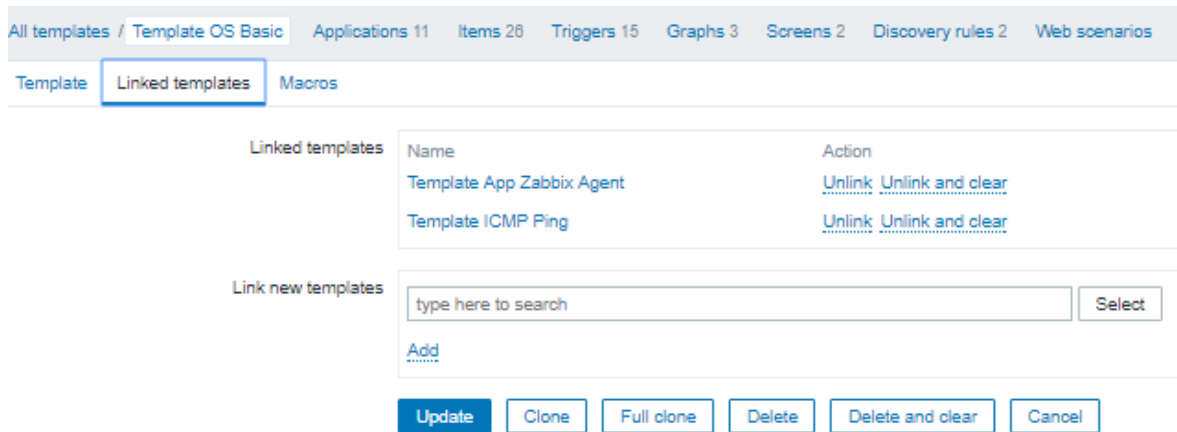 All templates / Template OS Basic Applications 11 Items 26 Triggers 15 Graphs 3 Screens 2 Discovery rules 2 Web scenarios
Template Linked templates Macros
Linked templates Name Action
Template App Zabbix Agent Unlink Unlink and clear
Template ICMP Ping Unlink Unlink and clear
Link new templates
type here to search Select
Add
Update Clone Full clone Delete Delete and clear Cancel